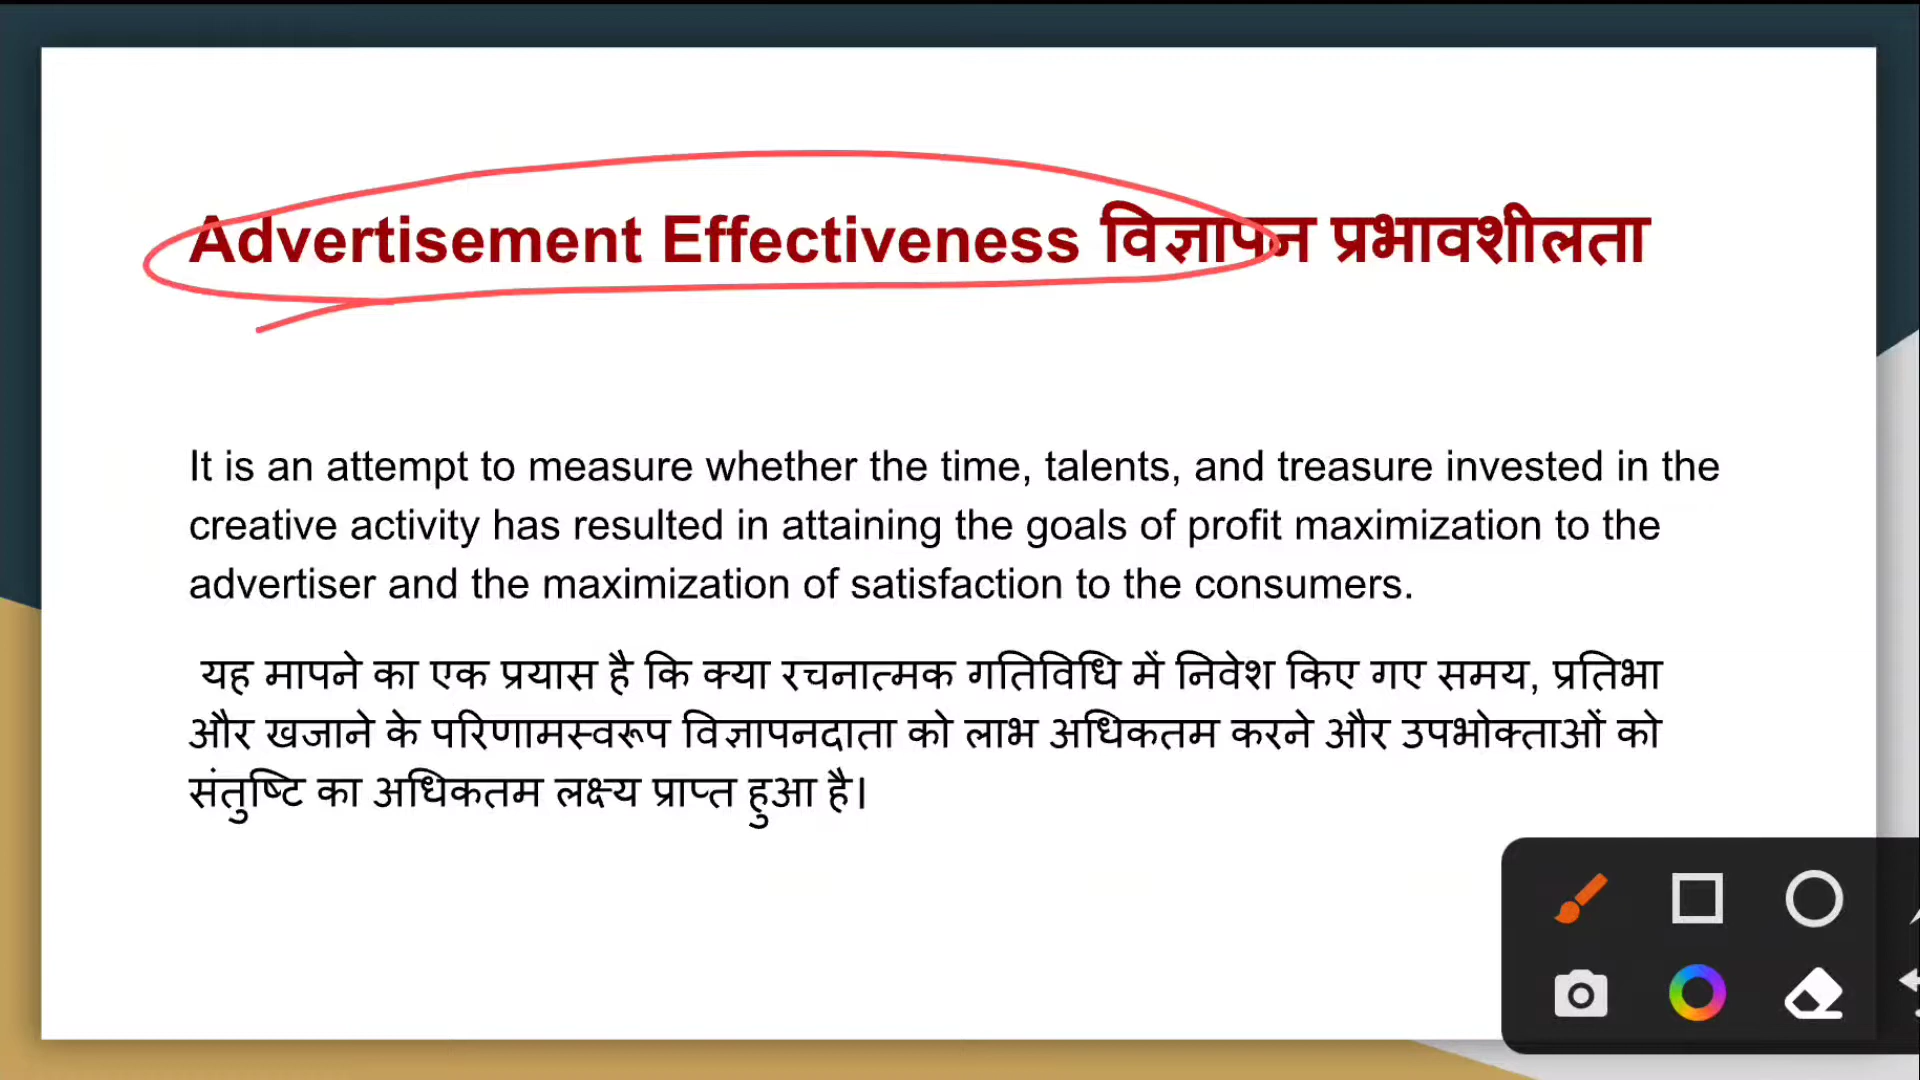 Advertisement Effectiveness विज्ञापन प्रभावशीलता
It is an attempt to measure whether the time, talents, and treasure invested in the
creative activity has resulted in attaining the goals of profit maximization to the
advertiser and the maximization of satisfaction to the consumers.
यह मापने का एक प्रयास है कि क्या रचनात्मक गतिविधि में निवेश किए गए समय, प्रतिभा
और खजाने के परिणामस्वरूप विज्ञापनदाता को लाभ अधिकतम करने और उपभोक्ताओं को
संतुष्टि का अधिकतम लक्ष्य प्राप्त हुआ है।